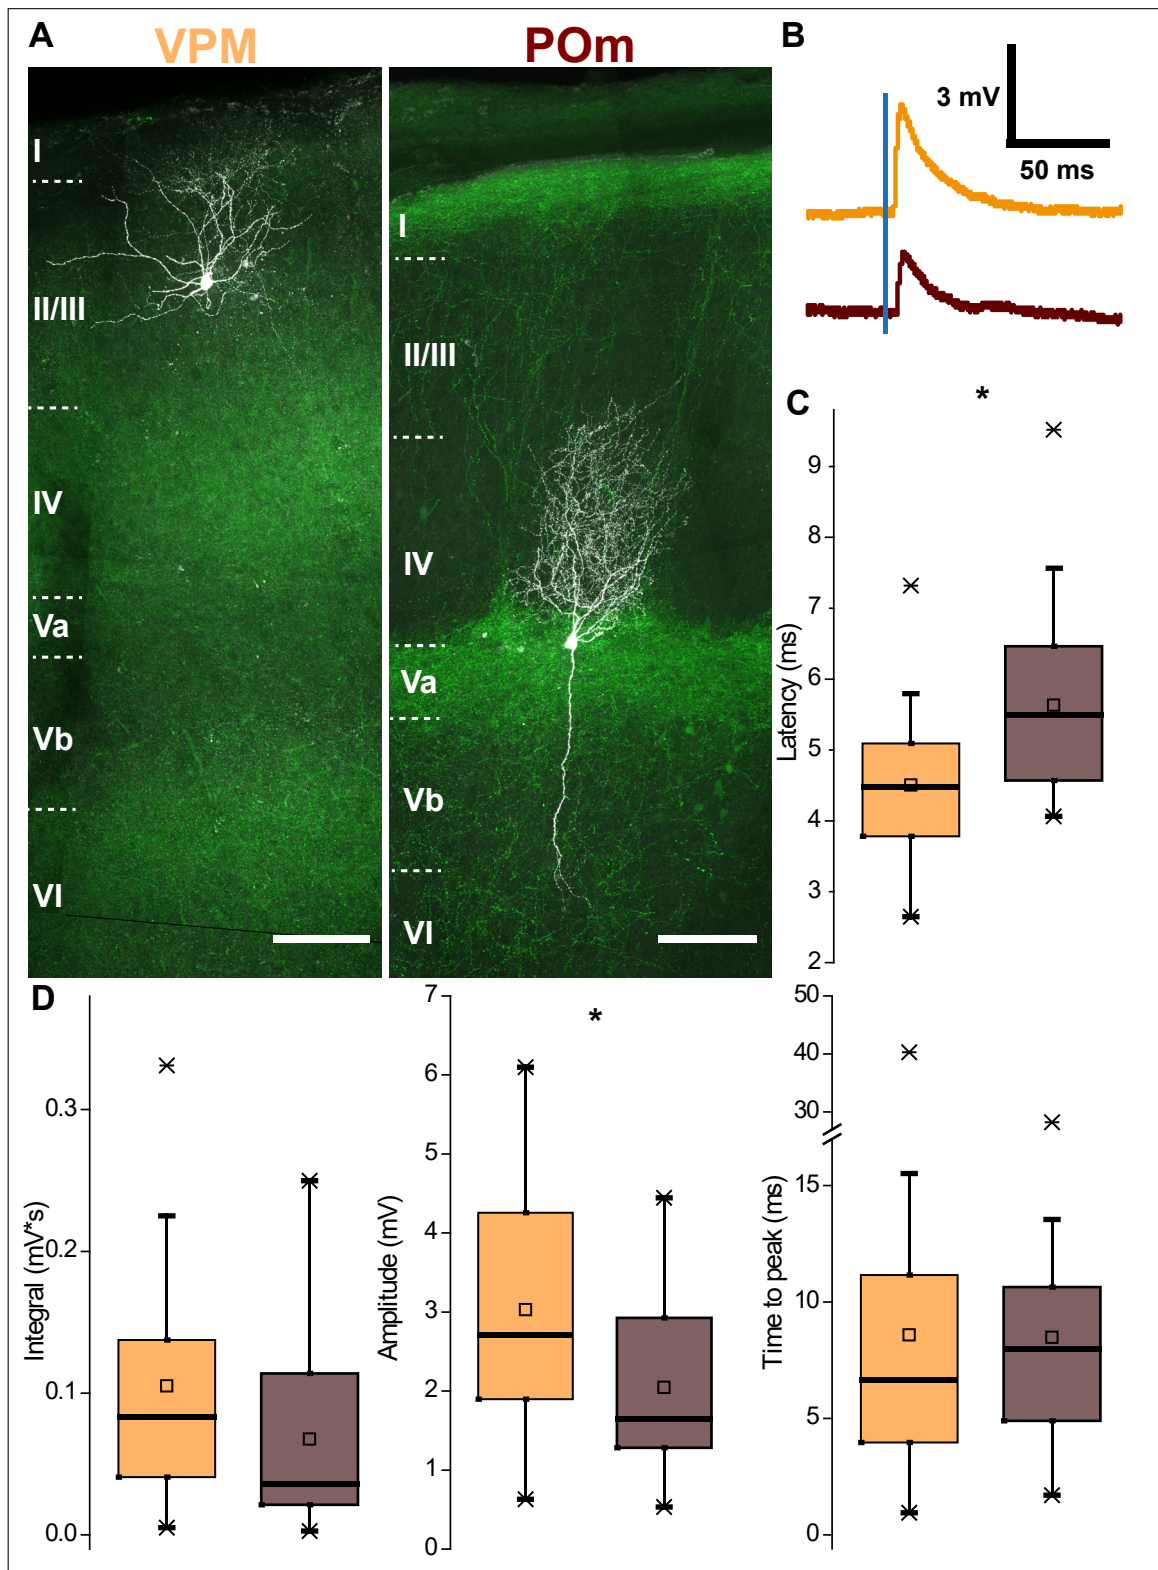 A
VPM
POm
B
I
II/III
IV
Va
Vb
VI
I
II/III
IV
Va
Vb
VI
3 mV
50 ms
C
*
Latency (ms)
9
8
7
6
5
4
3
2
D
Integral (mV*s)
0.3
0.2
0.1
0.0
*
Amplitude (mV)
7
6
5
4
3
2
1
0
Time to peak (ms)
50
40
30
15
10
5
0